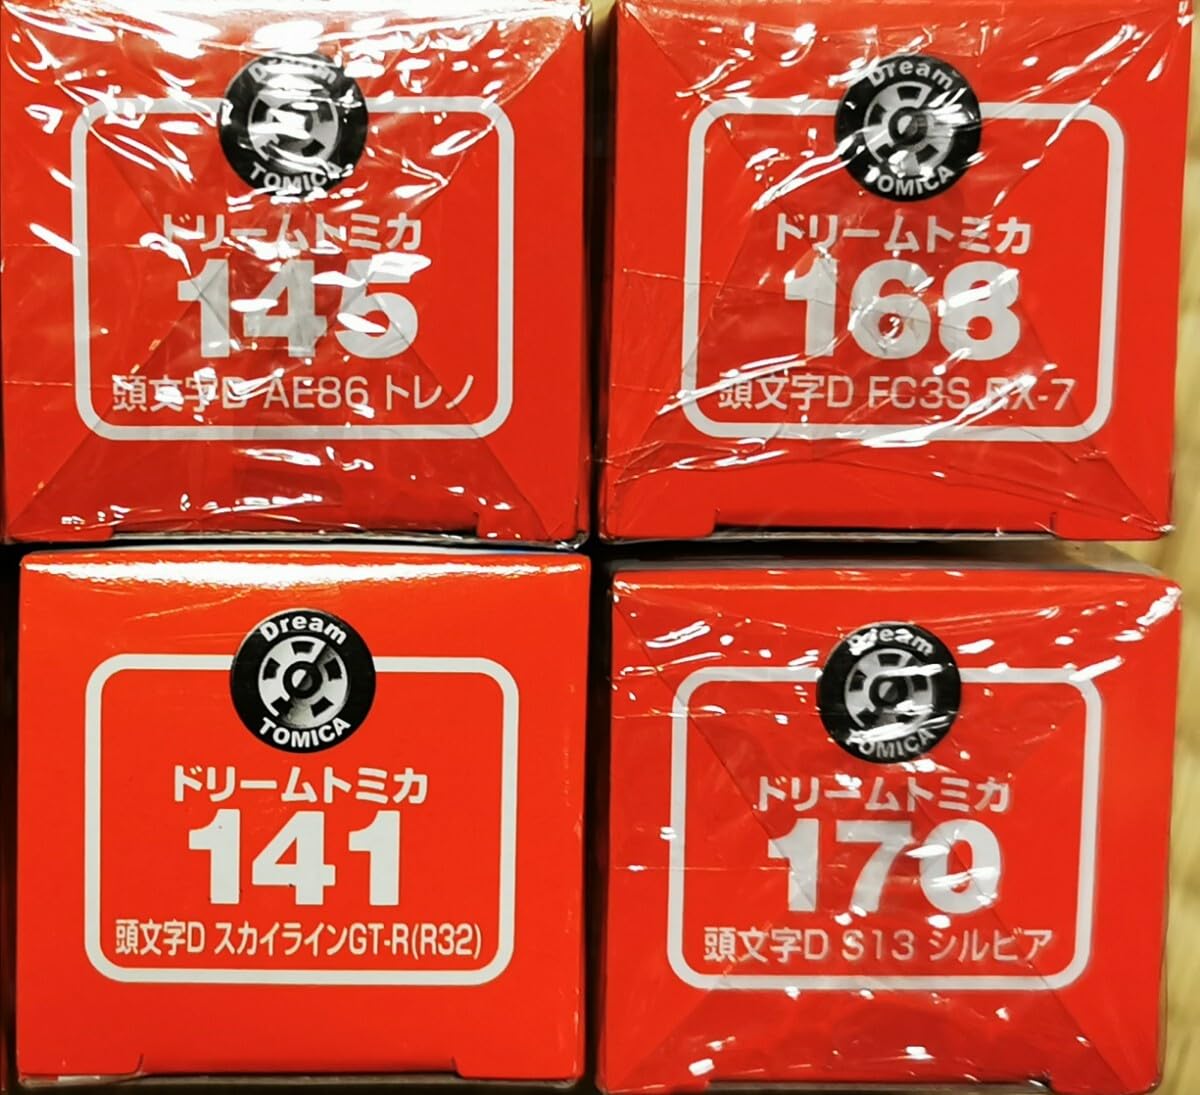 Dream
TOMICA
ドリームトミカ
145
頭文字D AE86 トレノ
Dream
TOMICA
ドリームトミカ
168
頭文字D FC3S RX-7
Dream
TOMICA
ドリームトミカ
141
頭文字D スカイラインGT-R(R32)
Dream
TOMICA
ドリームトミカ
170
頭文字D S13 シルビア